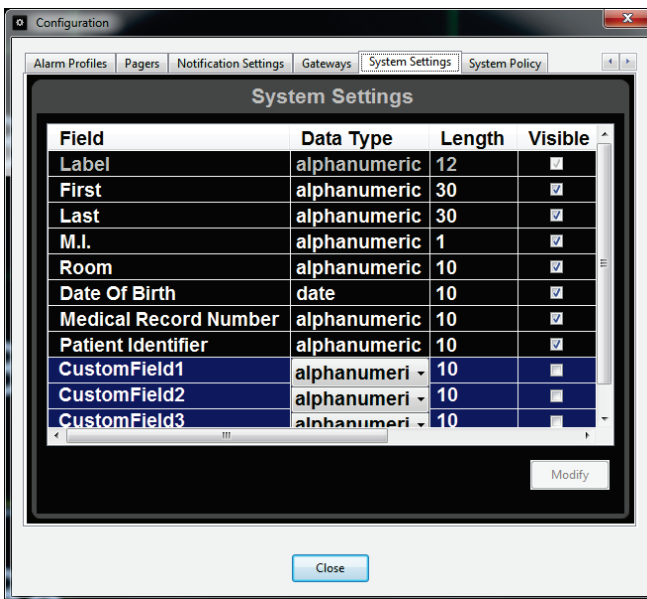 Configuration
Alarm Profiles Pagers Notification Settings Gateways System Settings System Policy
System Settings
Field Data Type Length Visible
Label alphanumeric 12
First alphanumeric 30
Last alphanumeric 30
M.I. alphanumeric 1
Room alphanumeric 10
Date Of Birth date 10
Medical Record Number alphanumeric 10
Patient Identifier alphanumeric 10
CustomField1 alphanumeri 10
CustomField2 alphanumeri 10
CustomField3 alphanumeri 10
Modify
Close